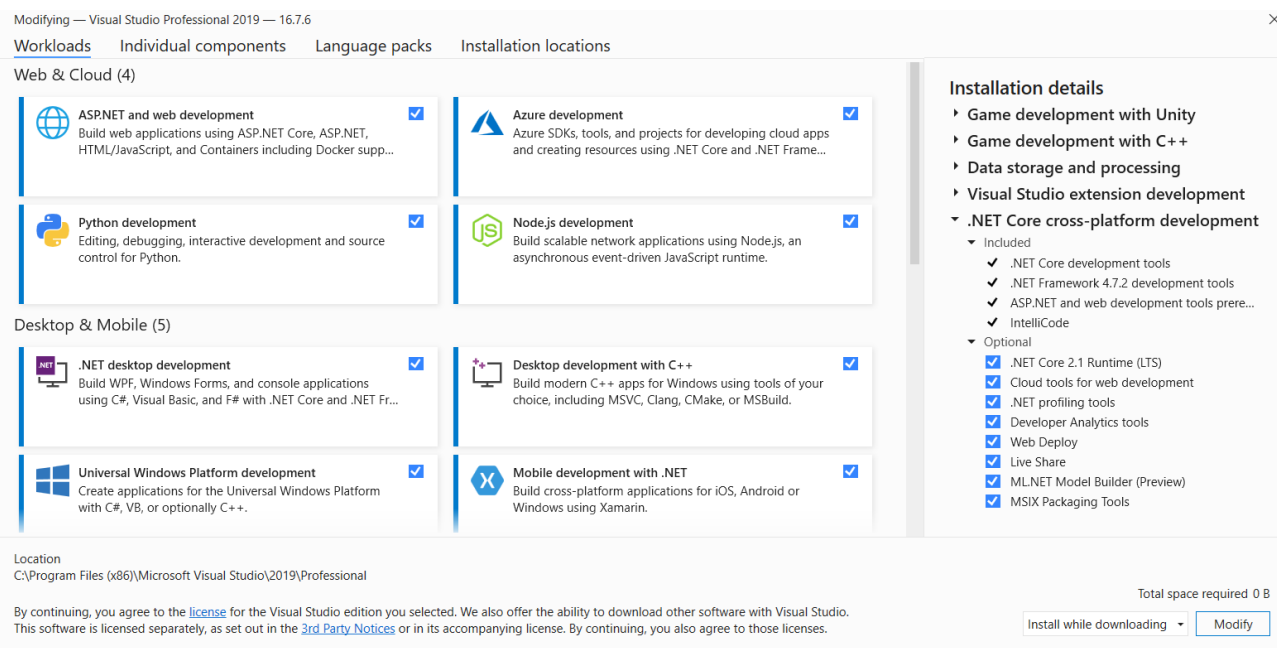 Modifying — Visual Studio Professional 2019 — 16.7.6
Workloads Individual components Language packs Installation locations
Web & Cloud (4)
ASP.NET and web development
Build web applications using ASP.NET Core, ASP.NET,
HTML/JavaScript, and Containers including Docker supp...
Azure development
Azure SDKs, tools, and projects for developing cloud apps
and creating resources using .NET Core and .NET Frame...
Python development
Editing, debugging, interactive development and source
control for Python.
JS
Node.js development
Build scalable network applications using Node.js, an
asynchronous event-driven JavaScript runtime.
Desktop & Mobile (5)
.NET
.NET desktop development
Build WPF, Windows Forms, and console applications
using C#, Visual Basic, and F# with .NET Core and .NET Fr...
Desktop development with C++
Build modern C++ apps for Windows using tools of your
choice, including MSVC, Clang, CMake, or MSBuild.
Universal Windows Platform development
Create applications for the Universal Windows Platform
with C#, VB, or optionally C++.
Mobile development with .NET
Build cross-platform applications for iOS, Android or
Windows using Xamarin.
Installation details
Game development with Unity
Game development with C++
Data storage and processing
Visual Studio extension development
.NET Core cross-platform development
Included
.NET Core development tools
.NET Framework 4.7.2 development tools
ASP.NET and web development tools prere...
IntelliCode
Optional
.NET Core 2.1 Runtime (LTS)
Cloud tools for web development
.NET profiling tools
Developer Analytics tools
Web Deploy
Live Share
ML.NET Model Builder (Preview)
MSIX Packaging Tools
Location
C:\Program Files (x86)\Microsoft Visual Studio\2019\Professional
By continuing, you agree to the license for the Visual Studio edition you selected. We also offer the ability to download other software with Visual Studio.
This software is licensed separately, as set out in the 3rd Party Notices or in its accompanying license. By continuing, you also agree to those licenses.
Total space required 0 B
Install while downloading
Modify